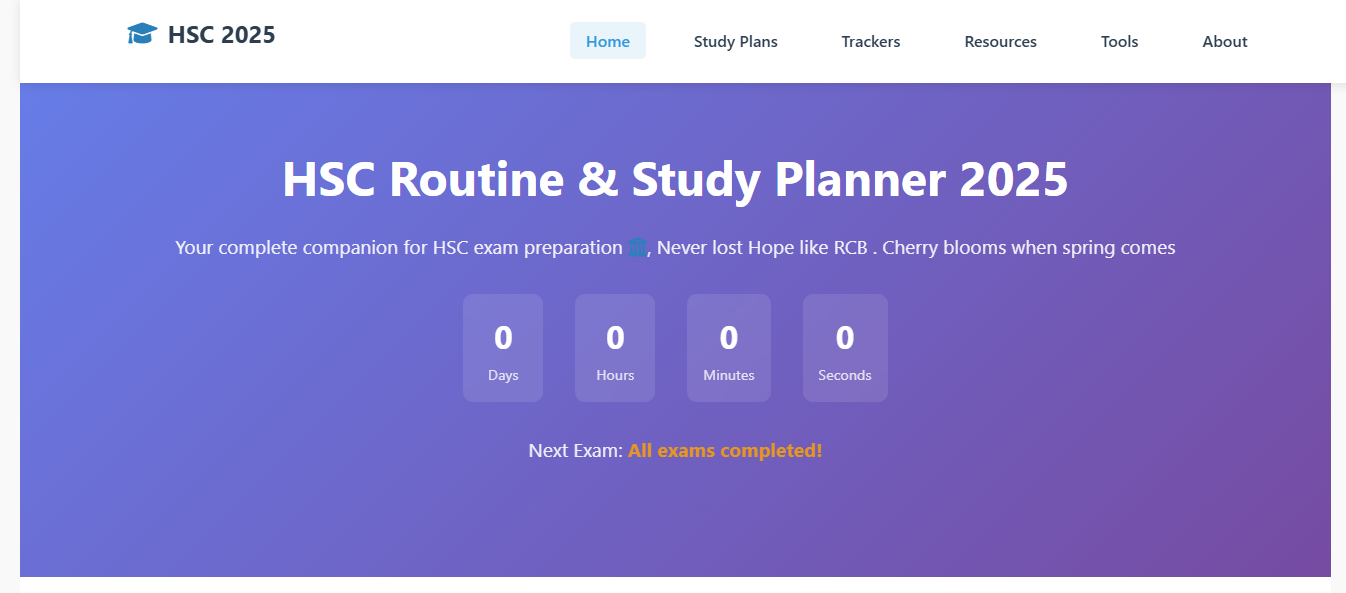 HSC 2025
Home Study Plans Trackers Resources Tools About
HSC Routine & Study Planner 2025
Your complete companion for HSC exam preparation , Never lost Hope like RCB . Cherry blooms when spring comes
0 0 0 0
Days Hours Minutes Seconds
Next Exam: All exams completed!